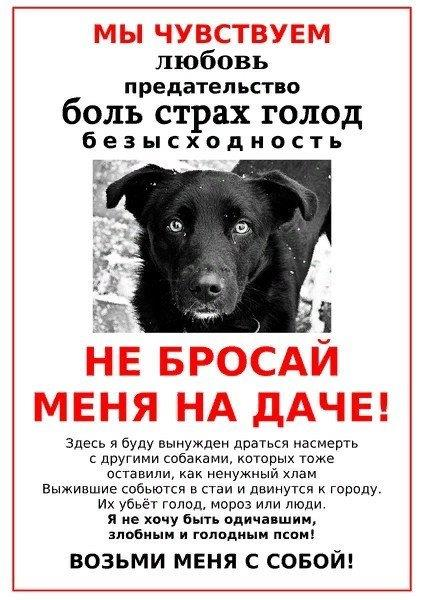 МЫ ЧУВСТВУЕМ
любовь
предательство
боль страх голод
безысходность
НЕ БРОСАЙ
МЕНЯ НА ДАЧЕ!
Здесь я буду вынужден драться насмерть
с другими собаками, которых тоже
оставили, как ненужный хлам
Выжившие собьются в стаи и двинутся к городу.
Их убьёт голод, мороз или люди.
Я не хочу быть одичавшим,
злобным и голодным псом!
ВОЗЬМИ МЕНЯ С СОБОЙ!